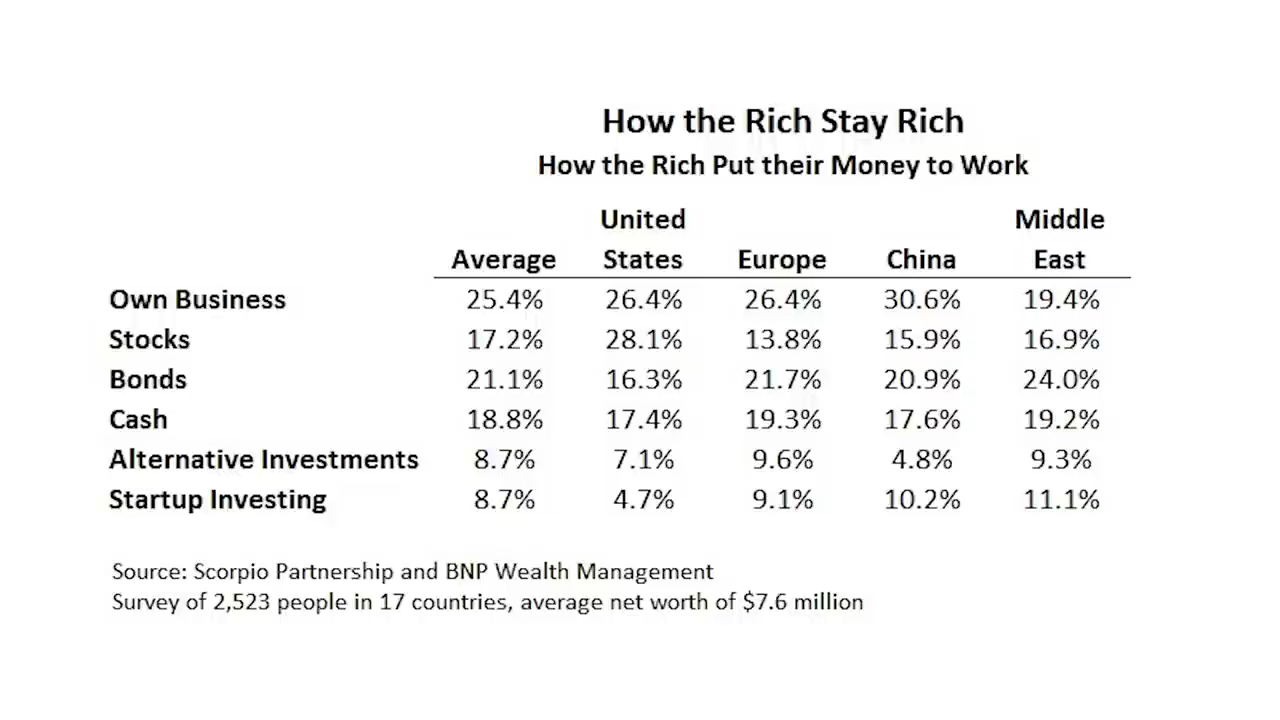 How the Rich Stay Rich
How the Rich Put their Money to Work
United Middle
Average States Europe China East
Own Business 25.4% 26.4% 26.4% 30.6% 19.4%
Stocks 17.2% 28.1% 13.8% 15.9% 16.9%
Bonds 21.1% 16.3% 21.7% 20.9% 24.0%
Cash 18.8% 17.4% 19.3% 17.6% 19.2%
Alternative Investments 8.7% 7.1% 9.6% 4.8% 9.3%
Startup Investing 8.7% 4.7% 9.1% 10.2% 11.1%
Source: Scorpio Partnership and BNP Wealth Management
Survey of 2,523 people in 17 countries, average net worth of $7.6 million